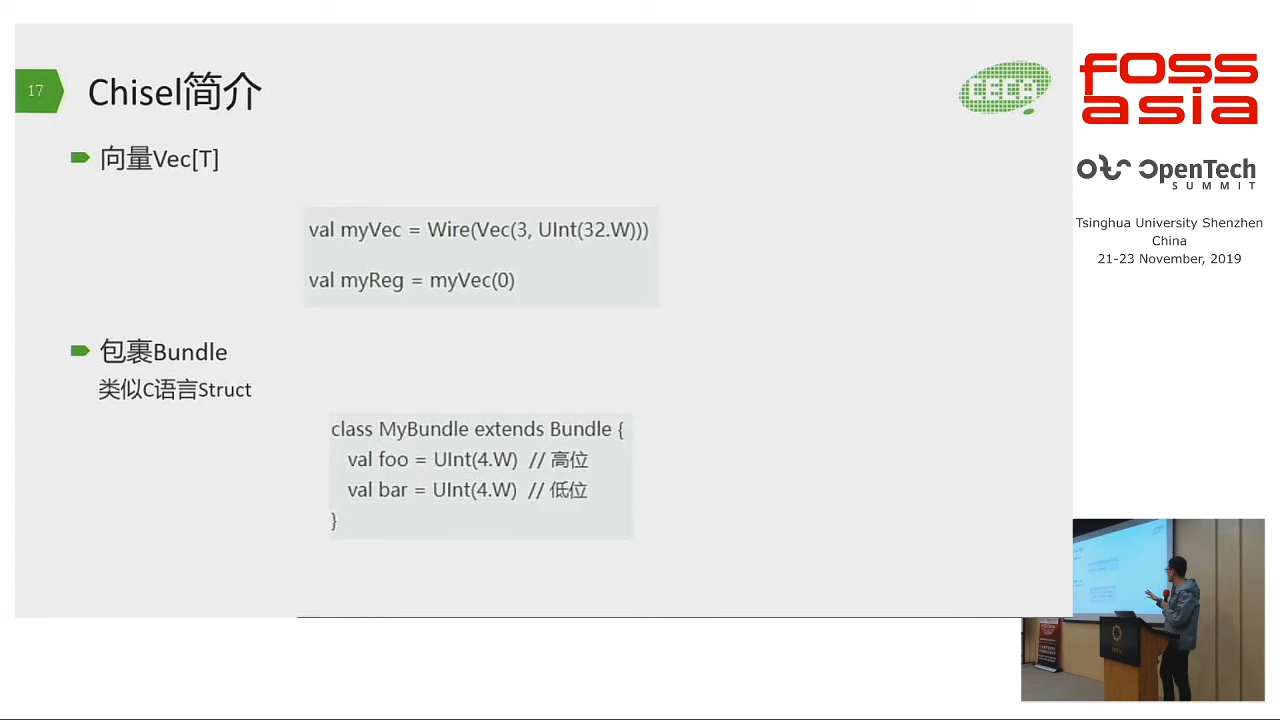 17
Chisel简介
向量Vec[T]
val myVec = Wire(Vec(3, UInt(32.W)))
val myReg = myVec(0)
包裹Bundle
类似C语言Struct
class MyBundle extends Bundle {
val foo = UInt(4.W) // 高位
val bar = UInt(4.W) // 低位
}
FOSS
asia
OpenTech
SUMMIT
Tsinghua University Shenzhen
China
21-23 November, 2019